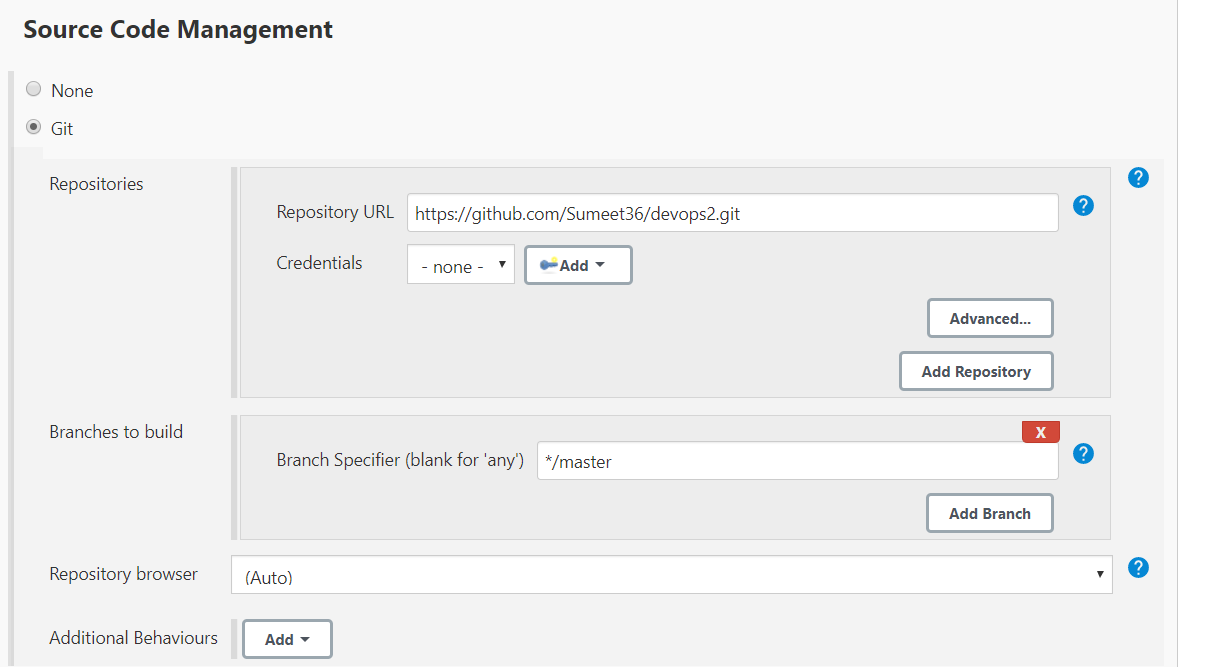 Source Code Management
None
Git
Repositories
?
Repository URL https://github.com/Sumeet36/devops2.git ?
Credentials - none - Add
Advanced...
Add Repository
Branches to build
X
Branch Specifier (blank for 'any') */master ?
Add Branch
Repository browser (Auto) ?
Additional Behaviours Add